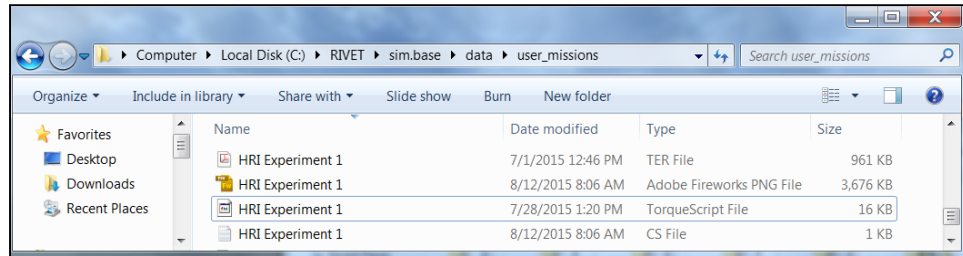 Computer Local Disk (C:) RIVET sim.base data user_missions Search user_missions
Organize Include in library Share with Slide show Burn New folder
Favorites Name Date modified Type Size
Desktop HRI Experiment 1 7/1/2015 12:46 PM TER File 961 KB
Downloads HRI Experiment 1 8/12/2015 8:06 AM Adobe Fireworks PNG File 3,676 KB
Recent Places HRI Experiment 1 7/28/2015 1:20 PM TorqueScript File 16 KB
HRI Experiment 1 8/12/2015 8:06 AM CS File 1 KB